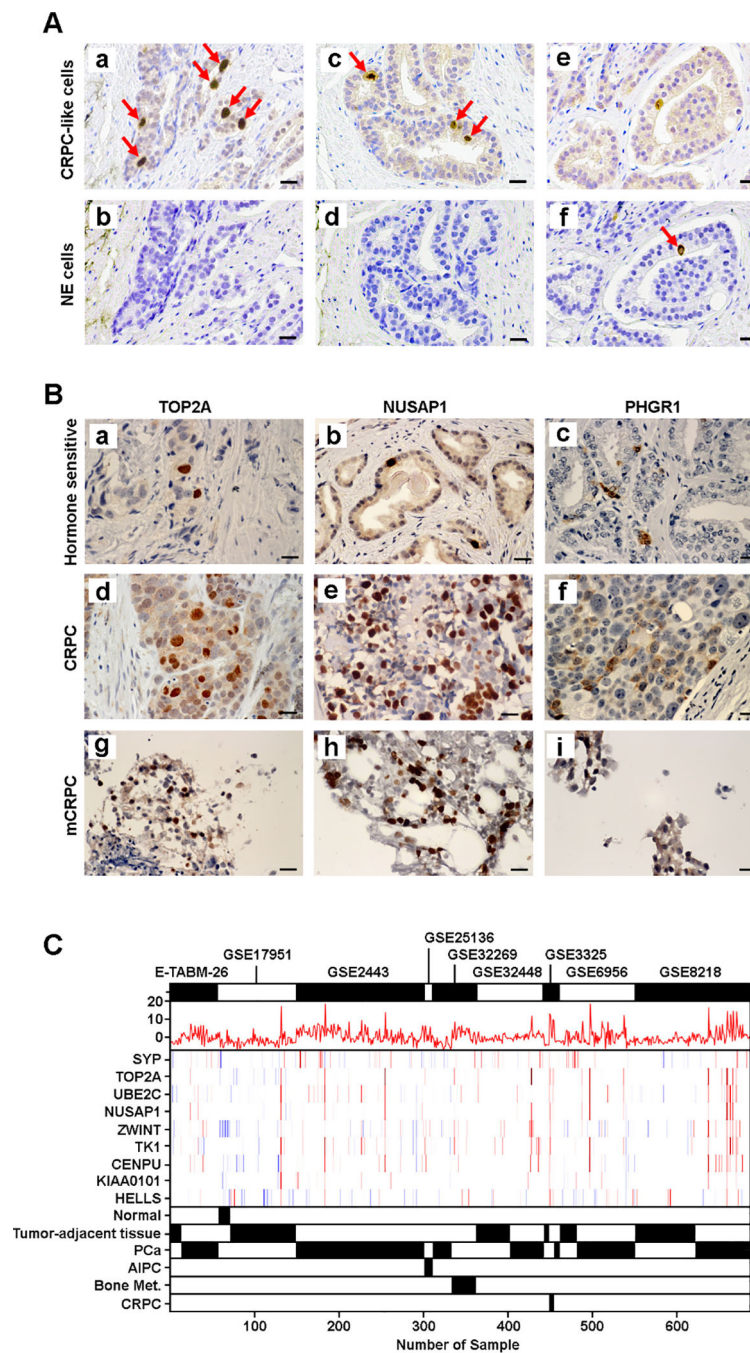 A
a
c
e
CRPC-like cells
b
d
f
NE cells
B
TOP2A
NUSAP1
PHGR1
a
b
c
Hormone sensitive
d
e
f
CRPC
g
h
i
mCRPC
C
GSE25136
GSE17951
GSE32269
GSE3325
E-TABM-26
GSE2443
GSE32448
GSE6956
GSE8218
20
10
0
SYP
TOP2A
UBE2C
NUSAP1
ZWINT
TK1
CENPU
KIAA0101
HELLS
Normal
Tumor-adjacent tissue
PCa
AIPC
Bone Met.
CRPC
100
200
300
400
500
600
Number of Sample